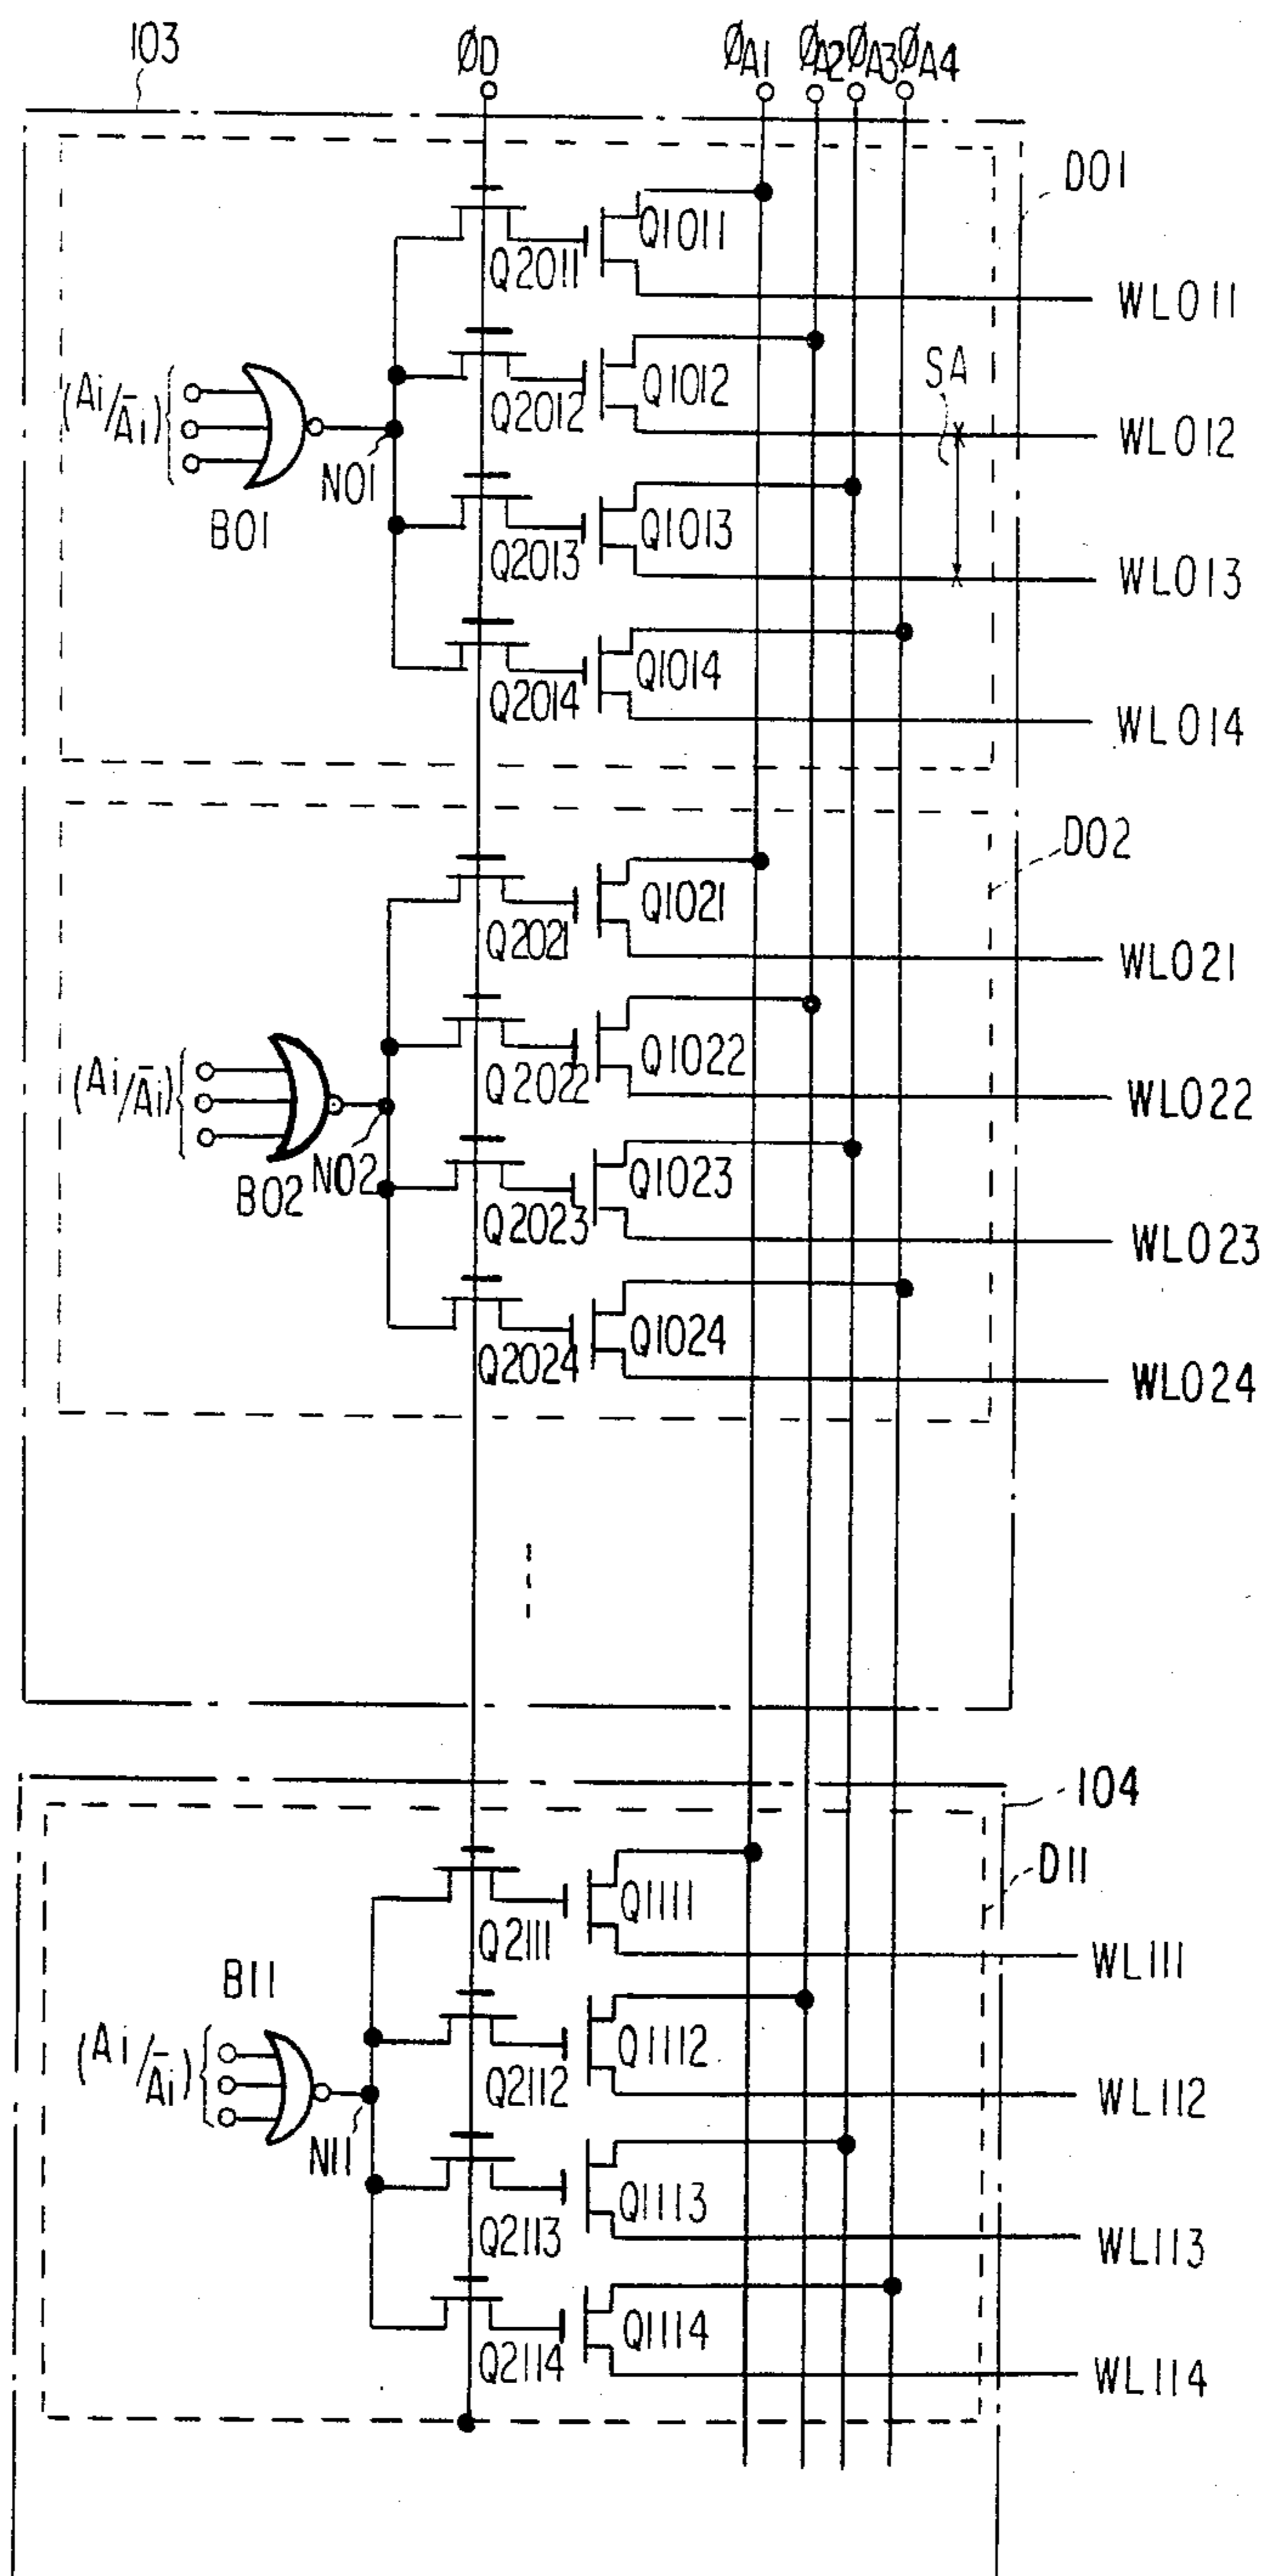 103
ØD
ØA1 ØA2 ØA3 ØA4
D01
Q2011
Q1011
WL011
(Ai/Āi)
B01
N01
Q2012
Q1012
SA
WL012
Q2013
Q1013
WL013
Q2014
Q1014
WL014
D02
Q2021
Q1021
WL021
(Ai/Āi)
B02
N02
Q2022
Q1022
WL022
Q2023
Q1023
WL023
Q2024
Q1024
WL024
104
D11
Q2111
Q1111
WL111
B11
(Ai/Āi)
N11
Q2112
Q1112
WL112
Q2113
Q1113
WL113
Q2114
Q1114
WL114